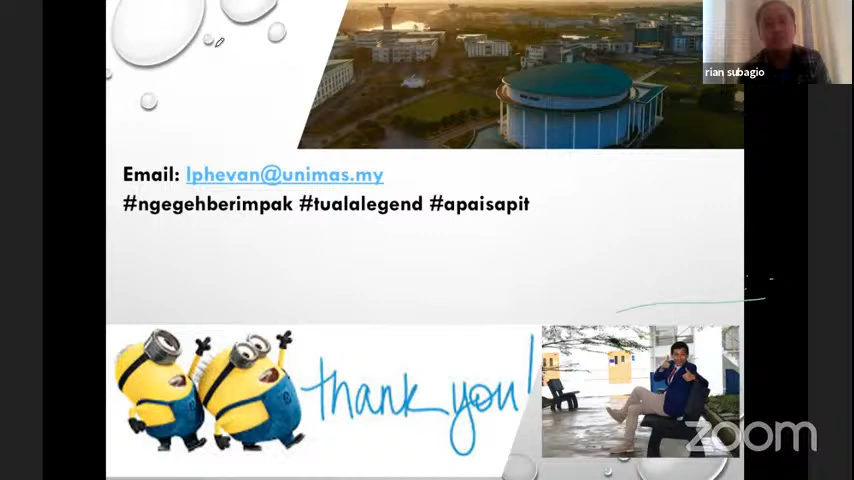 rian subagio
Email: lphevan@unimas.my
#ngegehberimpak #tualalegend #apaisapit
thank you!
zoom